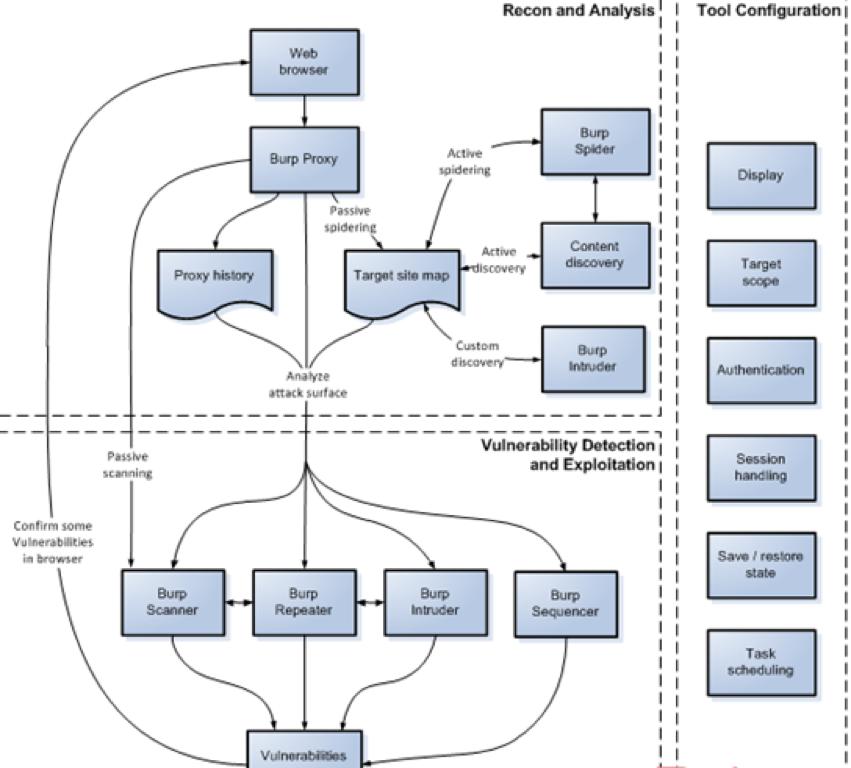 Recon and Analysis
Tool Configuration
Web
browser
Burp Proxy
Burp
Spider
Active
spidering
Passive
spidering
Proxy history
Target site map
Active
discovery
Content
discovery
Custom
discovery
Burp
Intruder
Analyze
attack surface
Display
Target
scope
Authentication
Session
handling
Save / restore
state
Task
scheduling
Vulnerability Detection
and Exploitation
Passive
scanning
Confirm some
Vulnerabilities
in browser
Burp
Scanner
Burp
Repeater
Burp
Intruder
Burp
Sequencer
Vulnerabilities